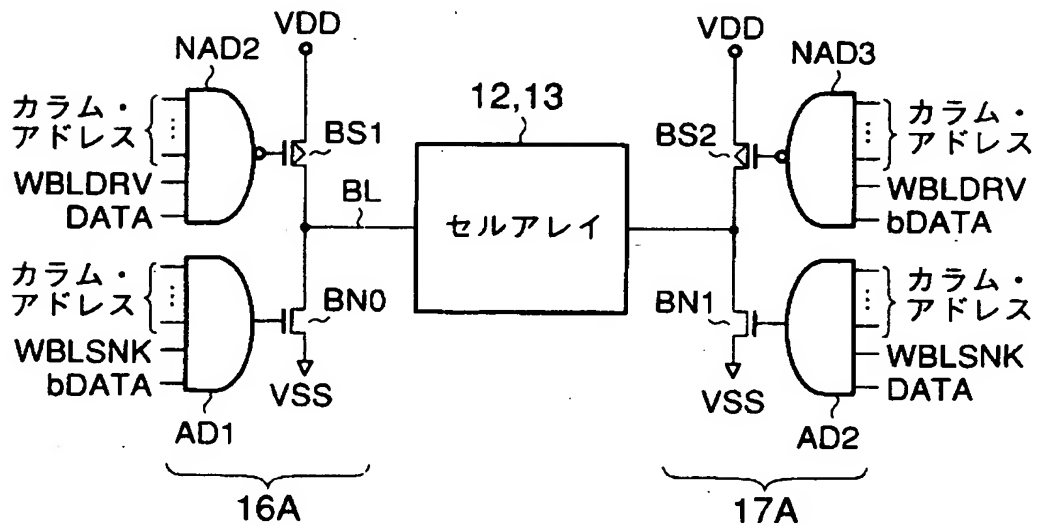 VDD
NAD2
カラム・
アドレス
WBLDRV
DATA
BS1
BL
カラム・
アドレス
WBLSNK
bDATA
BN0
VSS
AD1
16A
12,13
セルアレイ
VDD
NAD3
BS2
カラム・
アドレス
WBLDRV
bDATA
BN1
カラム・
アドレス
WBLSNK
DATA
VSS
AD2
17A